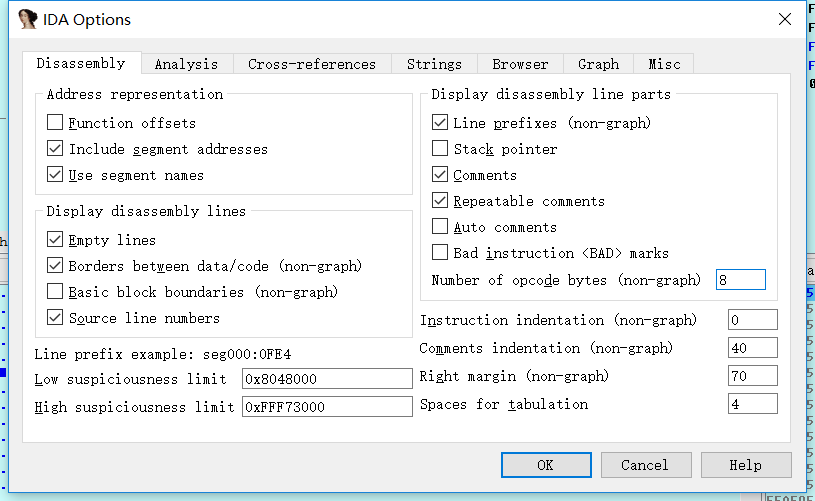 IDA Options
Disassembly Analysis Cross-references Strings Browser Graph Misc
Address representation
Function offsets
Include segment addresses
Use segment names
Display disassembly lines
Empty lines
Borders between data/code (non-graph)
Basic block boundaries (non-graph)
Source line numbers
Line prefix example: seg000:0FE4
Low suspiciousness limit 0x8048000
High suspiciousness limit 0xFFF73000
Display disassembly line parts
Line prefixes (non-graph)
Stack pointer
Comments
Repeatable comments
Auto comments
Bad instruction <BAD> marks
Number of opcode bytes (non-graph) 8
Instruction indentation (non-graph) 0
Comments indentation (non-graph) 40
Right margin (non-graph) 70
Spaces for tabulation 4
OK Cancel Help